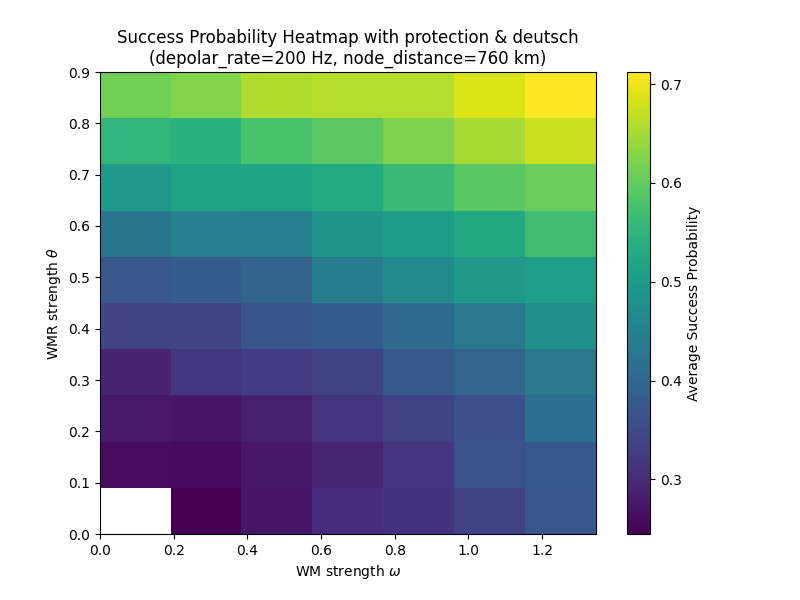 Success Probability Heatmap with protection & deutsch
(depolar_rate=200 Hz, node_distance=760 km)
0.9
0.8
0.7
0.6
0.5
0.4
0.3
0.2
0.1
0.0
WMR strength θ
0.0 0.2 0.4 0.6 0.8 1.0 1.2
WM strength ω
0.7
0.6
0.5
0.4
0.3
Average Success Probability